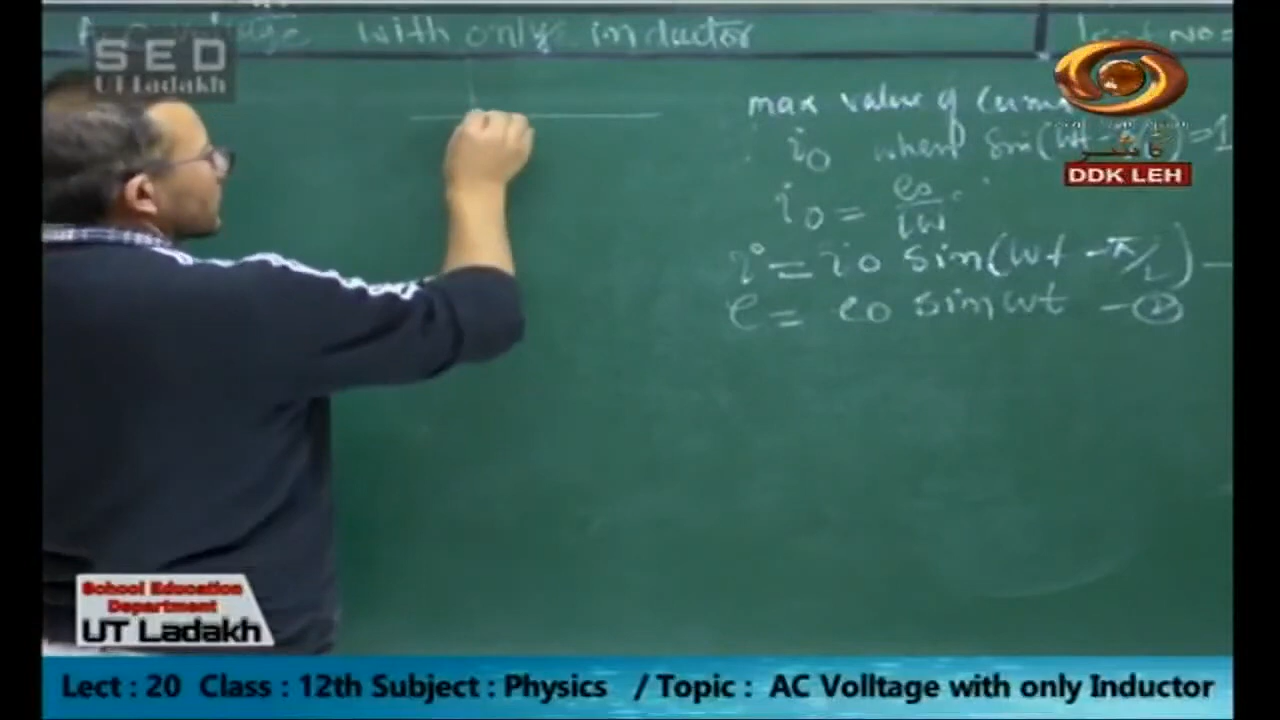 A.C voltage with only inductor
Lect No =
SED
UT Ladakh
max value of
i0 when sin(wt - π/2) = 1
DDK LEH
i0 = e0/LW
i = i0 sin(wt - π/2) —
e = e0 sin wt — ②
School Education
Department
UT Ladakh
Lect : 20 Class : 12th Subject : Physics / Topic : AC Volltage with only Inductor